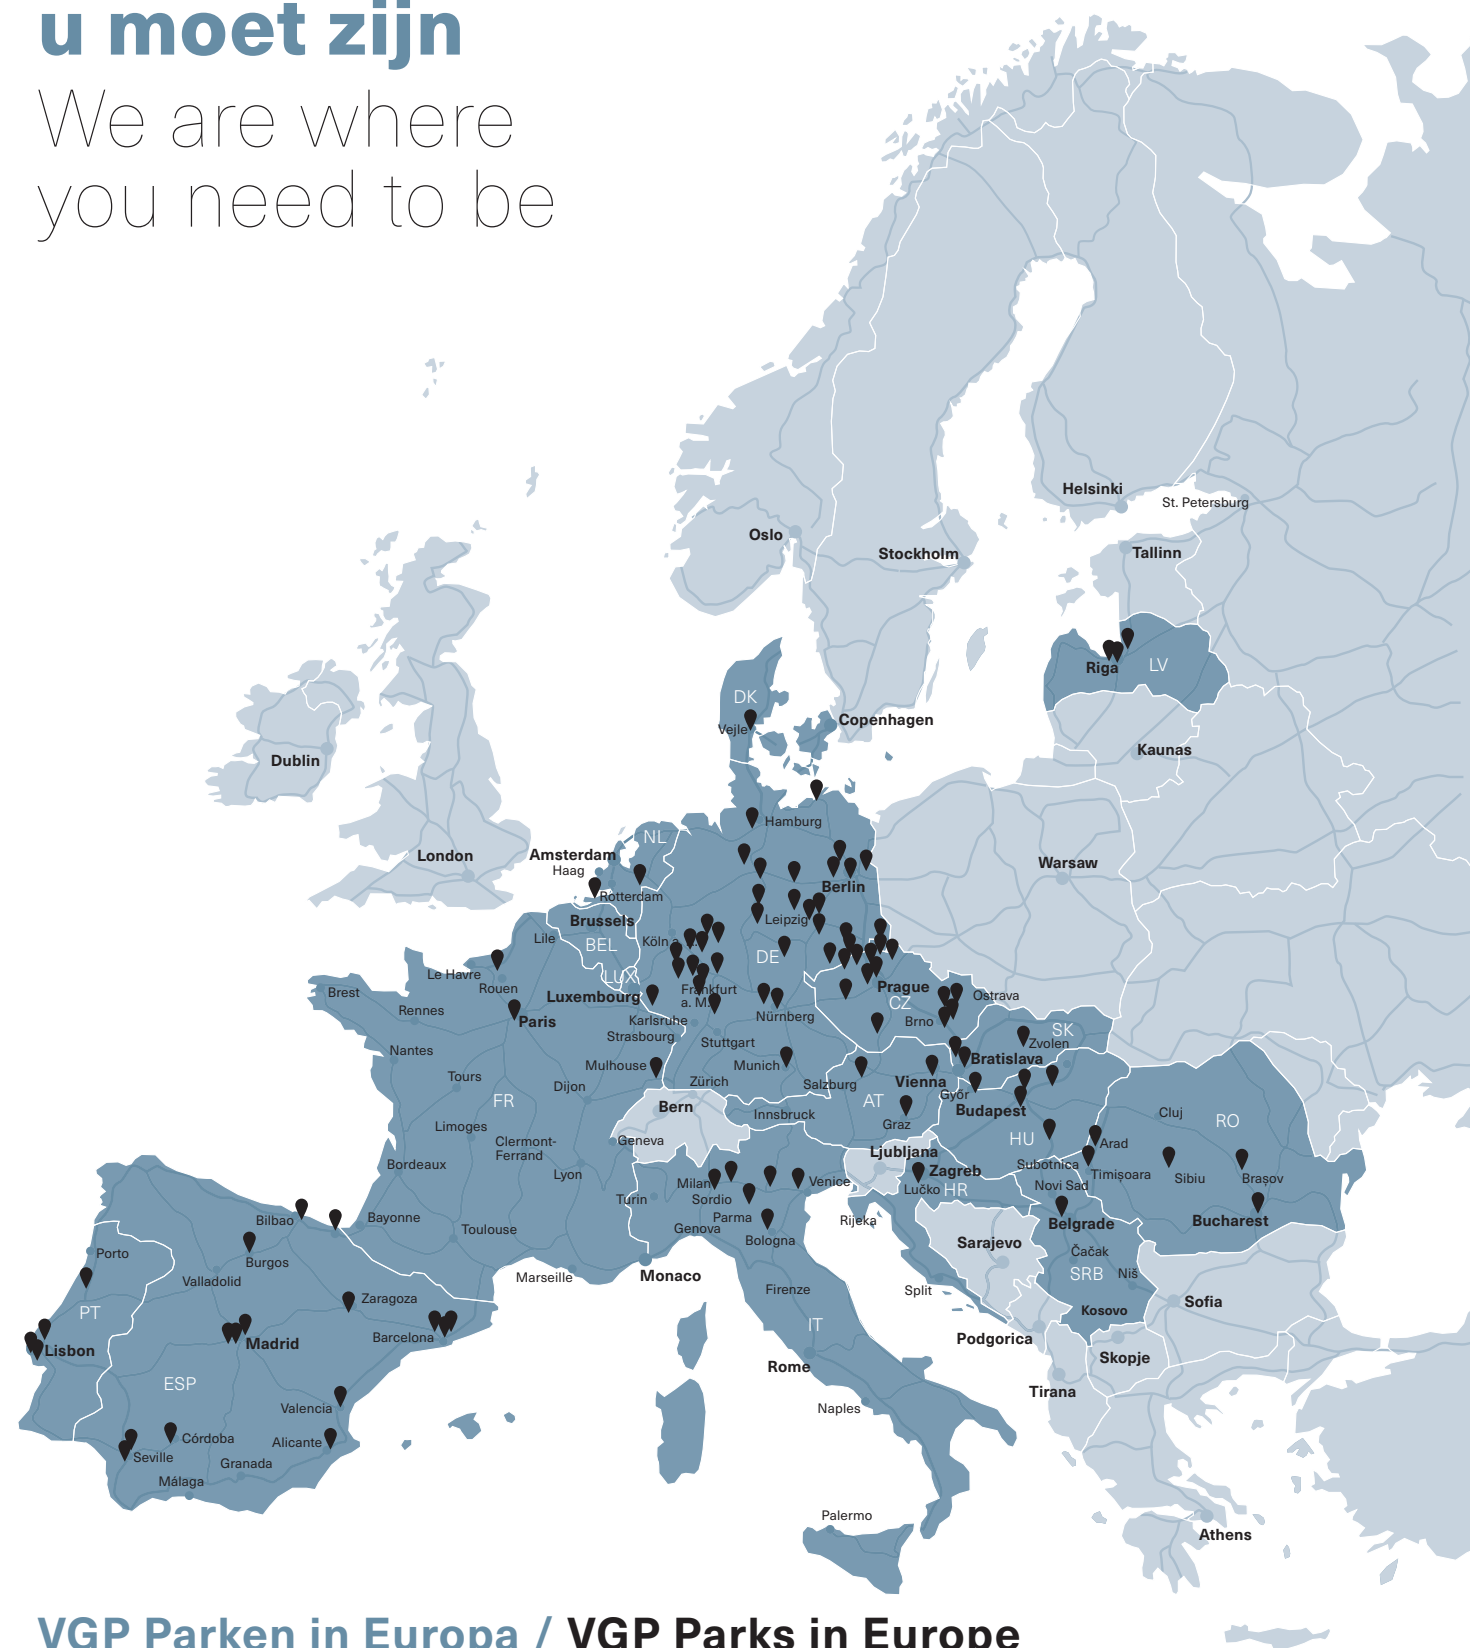 u moet zijn
We are where
you need to be
Helsinki
St. Petersburg
Oslo
Stockholm
Tallinn
Riga
LV
DK
Vejle
Copenhagen
Kaunas
Dublin
Hamburg
NL
London
Amsterdam
Haag
Rotterdam
Warsaw
Berlin
Brussels
Leipzig
Lile
BEL
Köln a.
DE
Le Havre
Rouen
LUX
Luxembourg
Frankfurt
a. M.
Prague
CZ
Ostrava
Brest
Rennes
Paris
Karlsruhe
Strasbourg
Nürnberg
Brno
SK
Zvolen
Nantes
Stuttgart
Mulhouse
Munich
Bratislava
Tours
Dijon
Zürich
Salzburg
Vienna
Győr
FR
Bern
Innsbruck
AT
Graz
Budapest
Cluj
RO
Limoges
Clermont-
Ferrand
Geneva
HU
Arad
Bordeaux
Lyon
Ljubljana
Zagreb
Subotnica
Timișoara
Sibiu
Brașov
Milan
Venice
Lučko
HR
Novi Sad
Turin
Sordio
Bilbao
Bayonne
Toulouse
Parma
Genova
Bologna
Rijeka
Belgrade
Bucharest
Porto
Burgos
Valladolid
Marseille
Monaco
Sarajevo
Čačak
SRB
Niš
PT
Zaragoza
Firenze
Split
Kosovo
Sofia
Lisbon
Madrid
Barcelona
IT
Podgorica
Skopje
Rome
ESP
Tirana
Valencia
Naples
Córdoba
Alicante
Seville
Granada
Málaga
Palermo
Athens
VGP Parken in Europa / VGP Parks in Europe